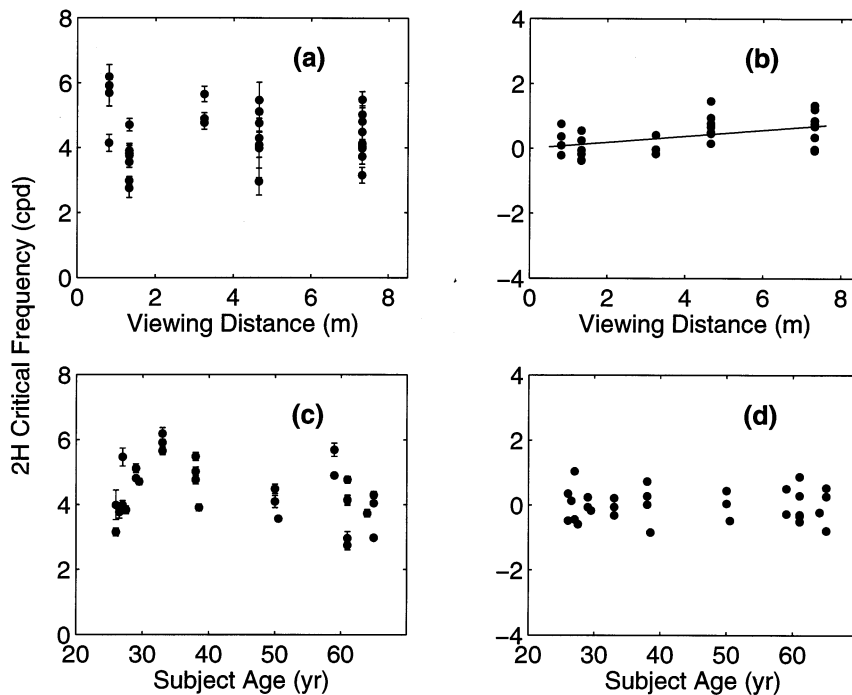 2H Critical Frequency (cpd)
(a)
8
6
4
2
0
0 2 4 6 8
Viewing Distance (m)
(b)
4
2
0
−2
−4
0 2 4 6 8
Viewing Distance (m)
(c)
8
6
4
2
0
20 30 40 50 60
Subject Age (yr)
(d)
4
2
0
−2
−4
20 30 40 50 60
Subject Age (yr)